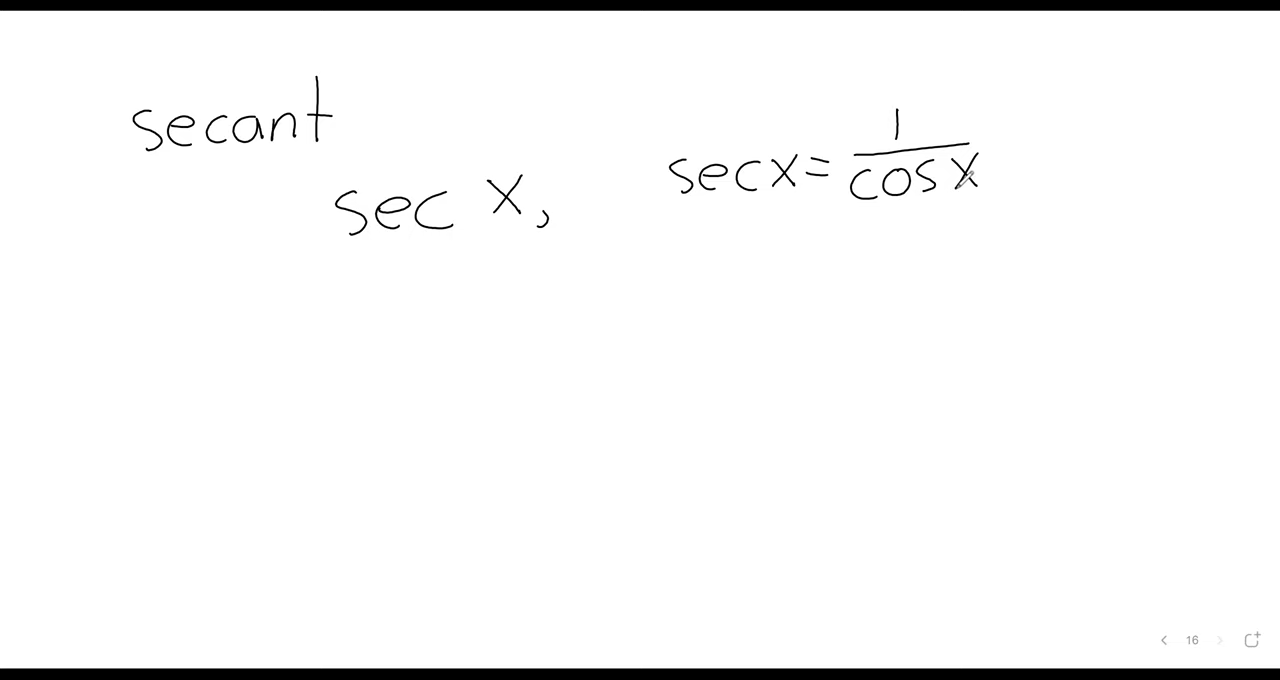 secant
sec x,
sec x = 1/cos x
16